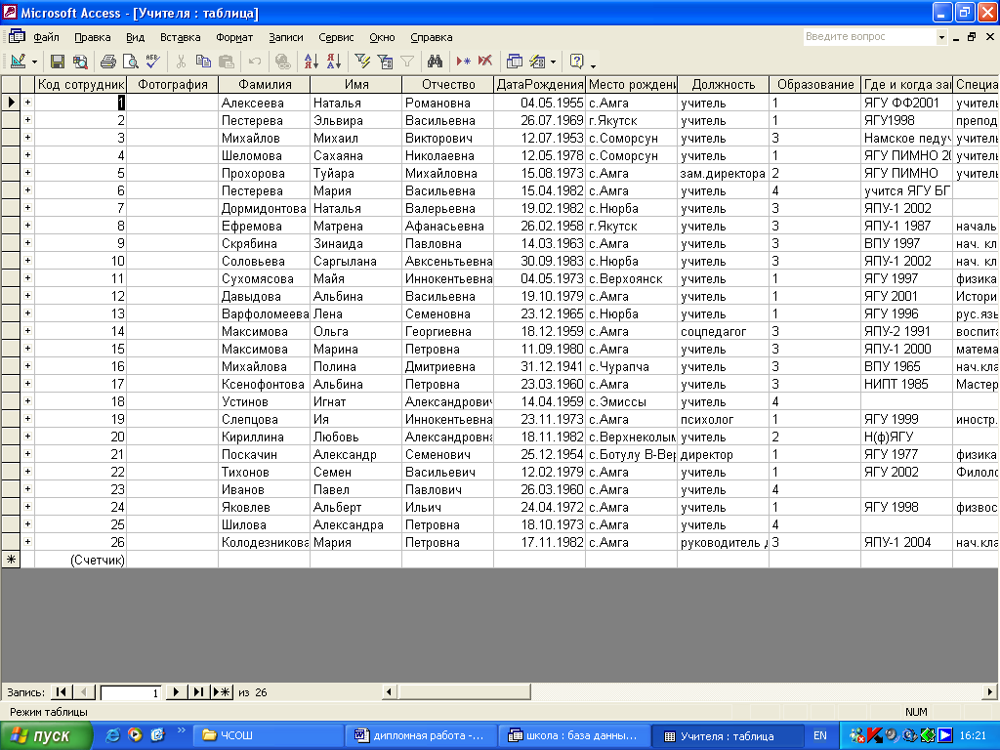 Microsoft Access - [Учителя : таблица]
Файл Правка Вид Вставка Формат Записи Сервис Окно Справка Введите вопрос
Код сотрудник Фотография Фамилия Имя Отчество ДатаРождения Место рожден Должность Образование Где и когда за Специа
1 Алексеева Наталья Романовна 04.05.1955 с.Амга учитель 1 ЯГУ ФФ2001 учитель
2 Пестерева Эльвира Васильевна 26.07.1969 г.Якутск учитель 1 ЯГУ1998 препод
3 Михайлов Михаил Викторович 12.07.1953 с.Соморсун учитель 3 Намское педуч учитель
4 Шеломова Сахаяна Николаевна 12.05.1978 с.Соморсун учитель 1 ЯГУ ПИМНО 20 учитель
5 Прохорова Туйара Михайловна 15.08.1973 с.Амга зам.директора 2 ЯГУ ПИМНО учитель
6 Пестерева Мария Васильевна 15.04.1982 с.Амга учитель 4 учится ЯГУ БГ
7 Дормидонтова Наталья Валерьевна 19.02.1982 с.Нюрба учитель 3 ЯПУ-1 2002
8 Ефремова Матрена Афанасьевна 26.02.1958 г.Якутск учитель 3 ЯПУ-1 1987 началь
9 Скрябина Зинаида Павловна 14.03.1963 с.Амга учитель 3 ВПУ 1997 нач. кл
10 Соловьева Саргылана Авксентьевна 30.09.1983 с.Нюрба учитель 3 ЯПУ-1 2002 нач. кл
11 Сухомясова Майя Иннокентьевна 04.05.1973 с.Верхоянск учитель 1 ЯГУ 1997 физика
12 Давыдова Альбина Васильевна 19.10.1979 с.Амга учитель 1 ЯГУ 2001 Истори
13 Варфоломеева Лена Семеновна 23.12.1965 с.Нюрба учитель 1 ЯГУ 1996 рус.язы
14 Максимова Ольга Георгиевна 18.12.1959 с.Амга соцпедагог 3 ЯПУ-2 1991 воспита
15 Максимова Марина Петровна 11.09.1980 с.Амга учитель 3 ЯПУ-1 2000 матема
16 Михайлова Полина Дмитриевна 31.12.1941 с.Чурапча учитель 3 ВПУ 1965 нач.кла
17 Ксенофонтова Альбина Петровна 23.03.1960 с.Амга учитель 3 НИПТ 1985 Мастер
18 Устинов Игнат Александрович 14.04.1959 с.Эмиссы учитель 4
19 Слепцова Ия Иннокентьевна 23.11.1973 с.Амга психолог 1 ЯГУ 1999 иностр.
20 Кириллина Любовь Александровна 18.11.1982 с.Верхнеколым учитель 2 Н(ф)ЯГУ
21 Поскачин Александр Семенович 25.12.1954 с.Ботулу В-Вер директор 1 ЯГУ 1977 физика
22 Тихонов Семен Васильевич 12.02.1979 с.Амга учитель 1 ЯГУ 2002 Филоло
23 Иванов Павел Павлович 26.03.1960 с.Амга учитель 4
24 Яковлев Альберт Ильич 24.04.1972 с.Амга учитель 1 ЯГУ 1998 физвос
25 Шилова Александра Петровна 18.10.1973 с.Амга учитель 4
26 Колодезникова Мария Петровна 17.11.1982 с.Амга руководитель д 3 ЯПУ-1 2004 нач.кла
(Счетчик)
Запись: 1 из 26
Режим таблицы NUM
пуск ЧСОШ дипломная работа -... школа : база данны... Учителя : таблица EN 16:21